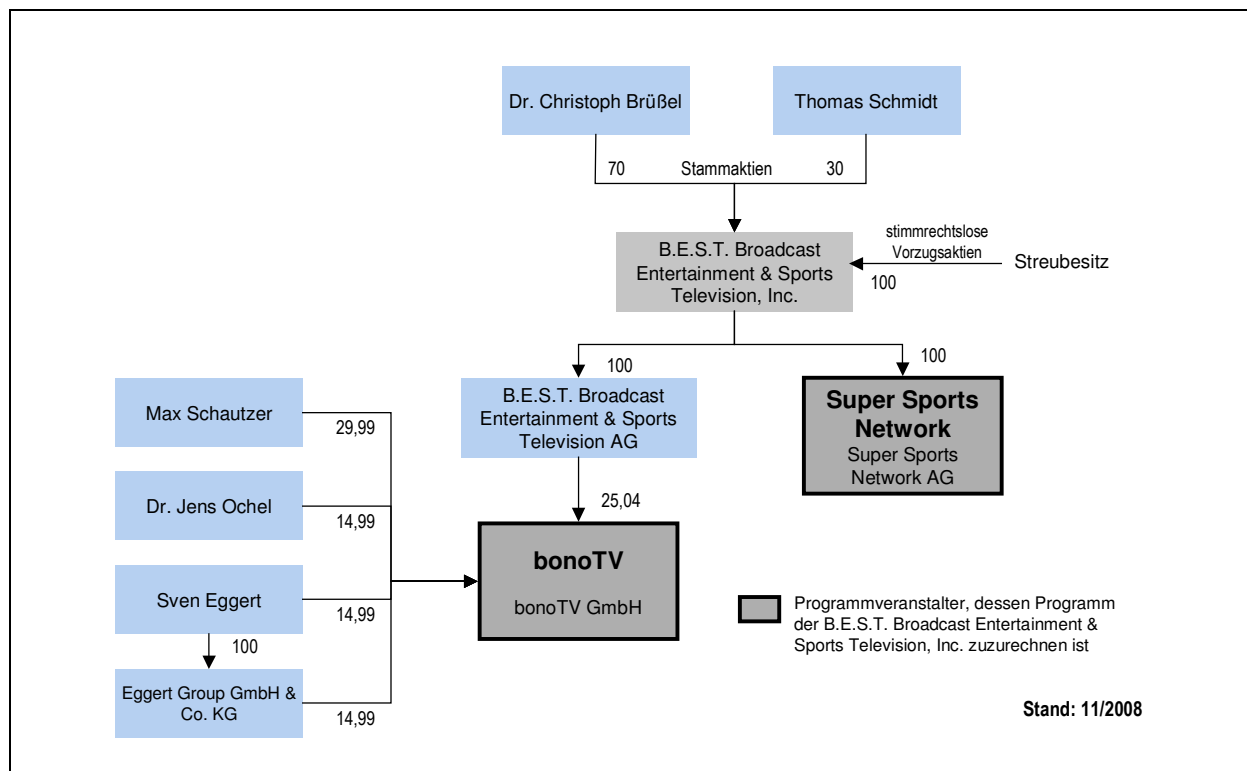 Dr. Christoph Brüßel
Thomas Schmidt
70
Stammaktien
30
B.E.S.T. Broadcast
Entertainment & Sports
Television, Inc.
stimmrechtslose
Vorzugsaktien
100
Streubesitz
100
100
B.E.S.T. Broadcast
Entertainment & Sports
Television AG
Super Sports
Network
Super Sports
Network AG
Max Schautzer
29,99
Dr. Jens Ochel
14,99
Sven Eggert
14,99
100
Eggert Group GmbH &
Co. KG
14,99
25,04
bonoTV
bonoTV GmbH
Programmveranstalter, dessen Programm
der B.E.S.T. Broadcast Entertainment &
Sports Television, Inc. zuzurechnen ist
Stand: 11/2008